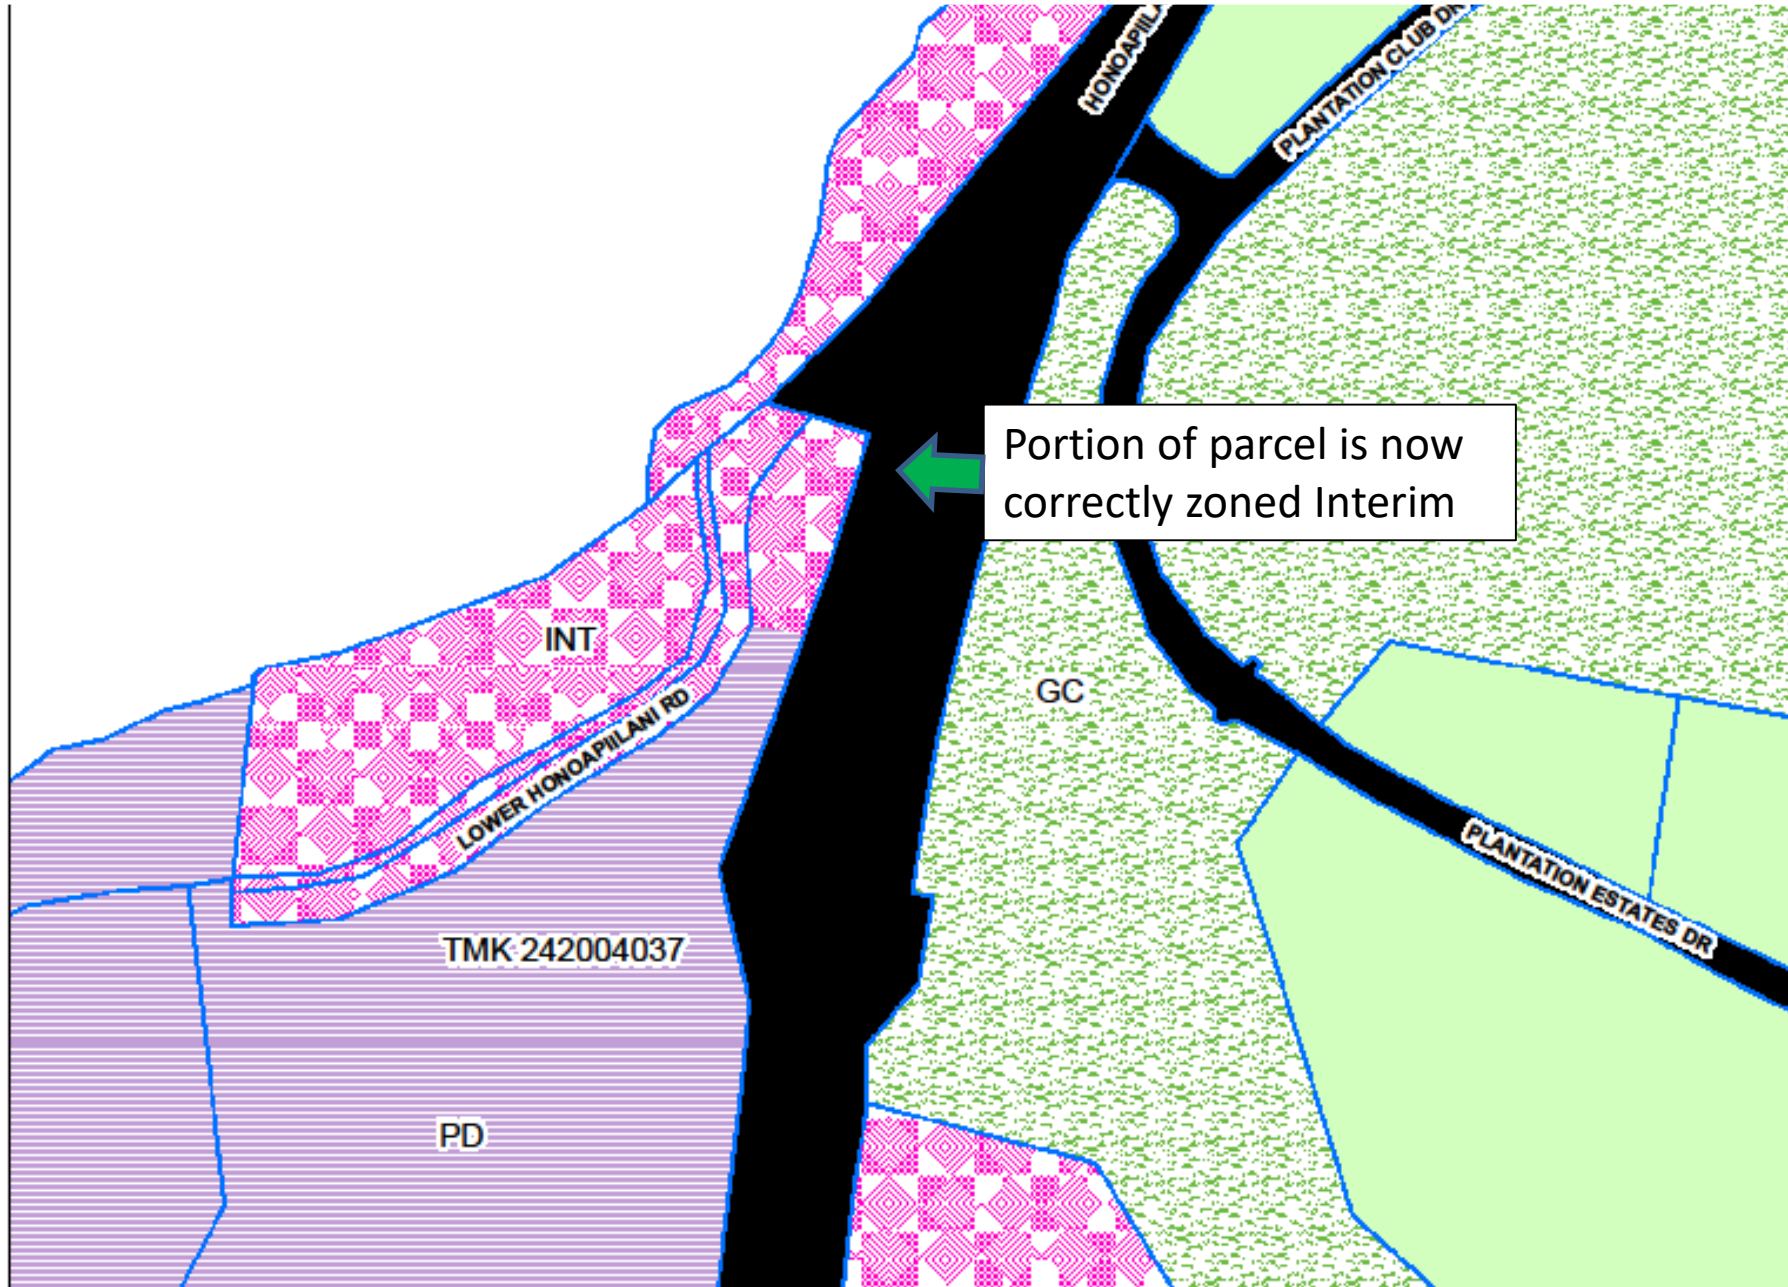 HONOAPIILA
PLANTATION CLUB DR
Portion of parcel is now
correctly zoned Interim
INT
GC
LOWER HONOAPIILANI RD
PLANTATION ESTATES DR
TMK 242004037
PD